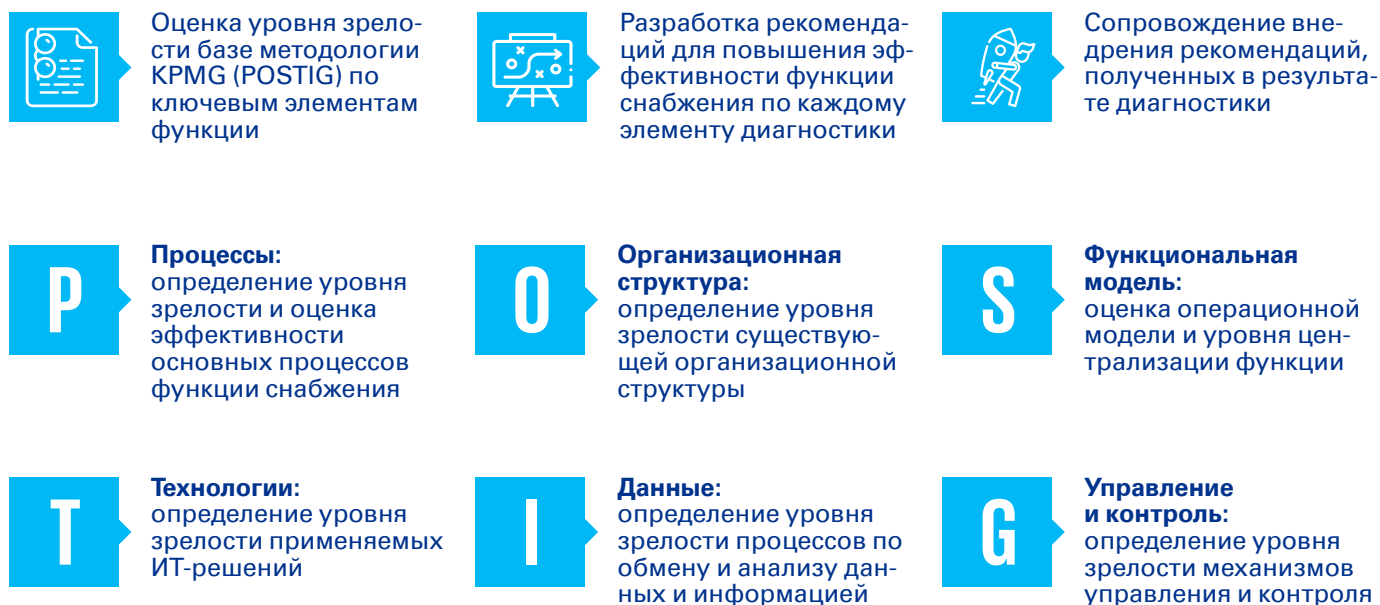 Оценка уровня зрело-
сти базе методологии
KPMG (POSTIG) по
ключевым элементам
функции
Разработка рекоменда-
ций для повышения эф-
фективности функции
снабжения по каждому
элементу диагностики
Сопровождение вне-
дрения рекомендаций,
полученных в результа-
те диагностики
P
Процессы:
определение уровня
зрелости и оценка
эффективности
основных процессов
функции снабжения
O
Организационная
структура:
определение уровня
зрелости существую-
щей организационной
структуры
S
Функциональная
модель:
оценка операционной
модели и уровня цен-
трализации функции
T
Технологии:
определение уровня
зрелости применяемых
ИТ-решений
I
Данные:
определение уровня
зрелости процессов по
обмену и анализу дан-
ных и информацией
G
Управление
и контроль:
определение уровня
зрелости механизмов
управления и контроля